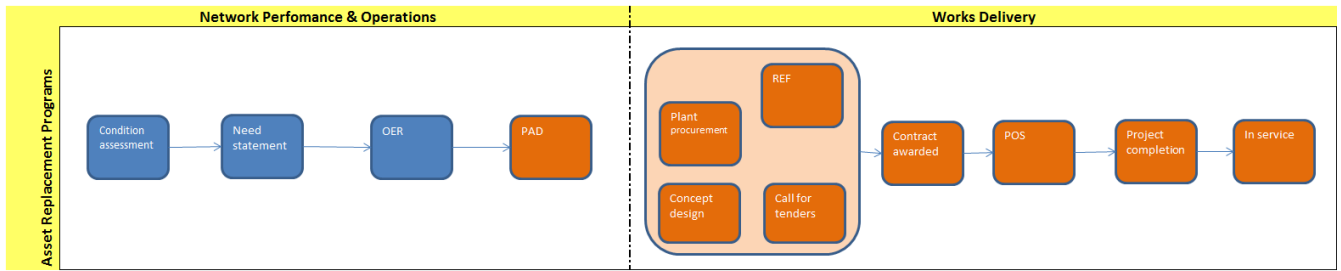 Network Perfomance & Operations
Works Delivery
Asset Replacement Programs
Condition
assessment
Need
statement
OER
PAD
Plant
procurement
REF
Concept
design
Call for
tenders
Contract
awarded
POS
Project
completion
In service